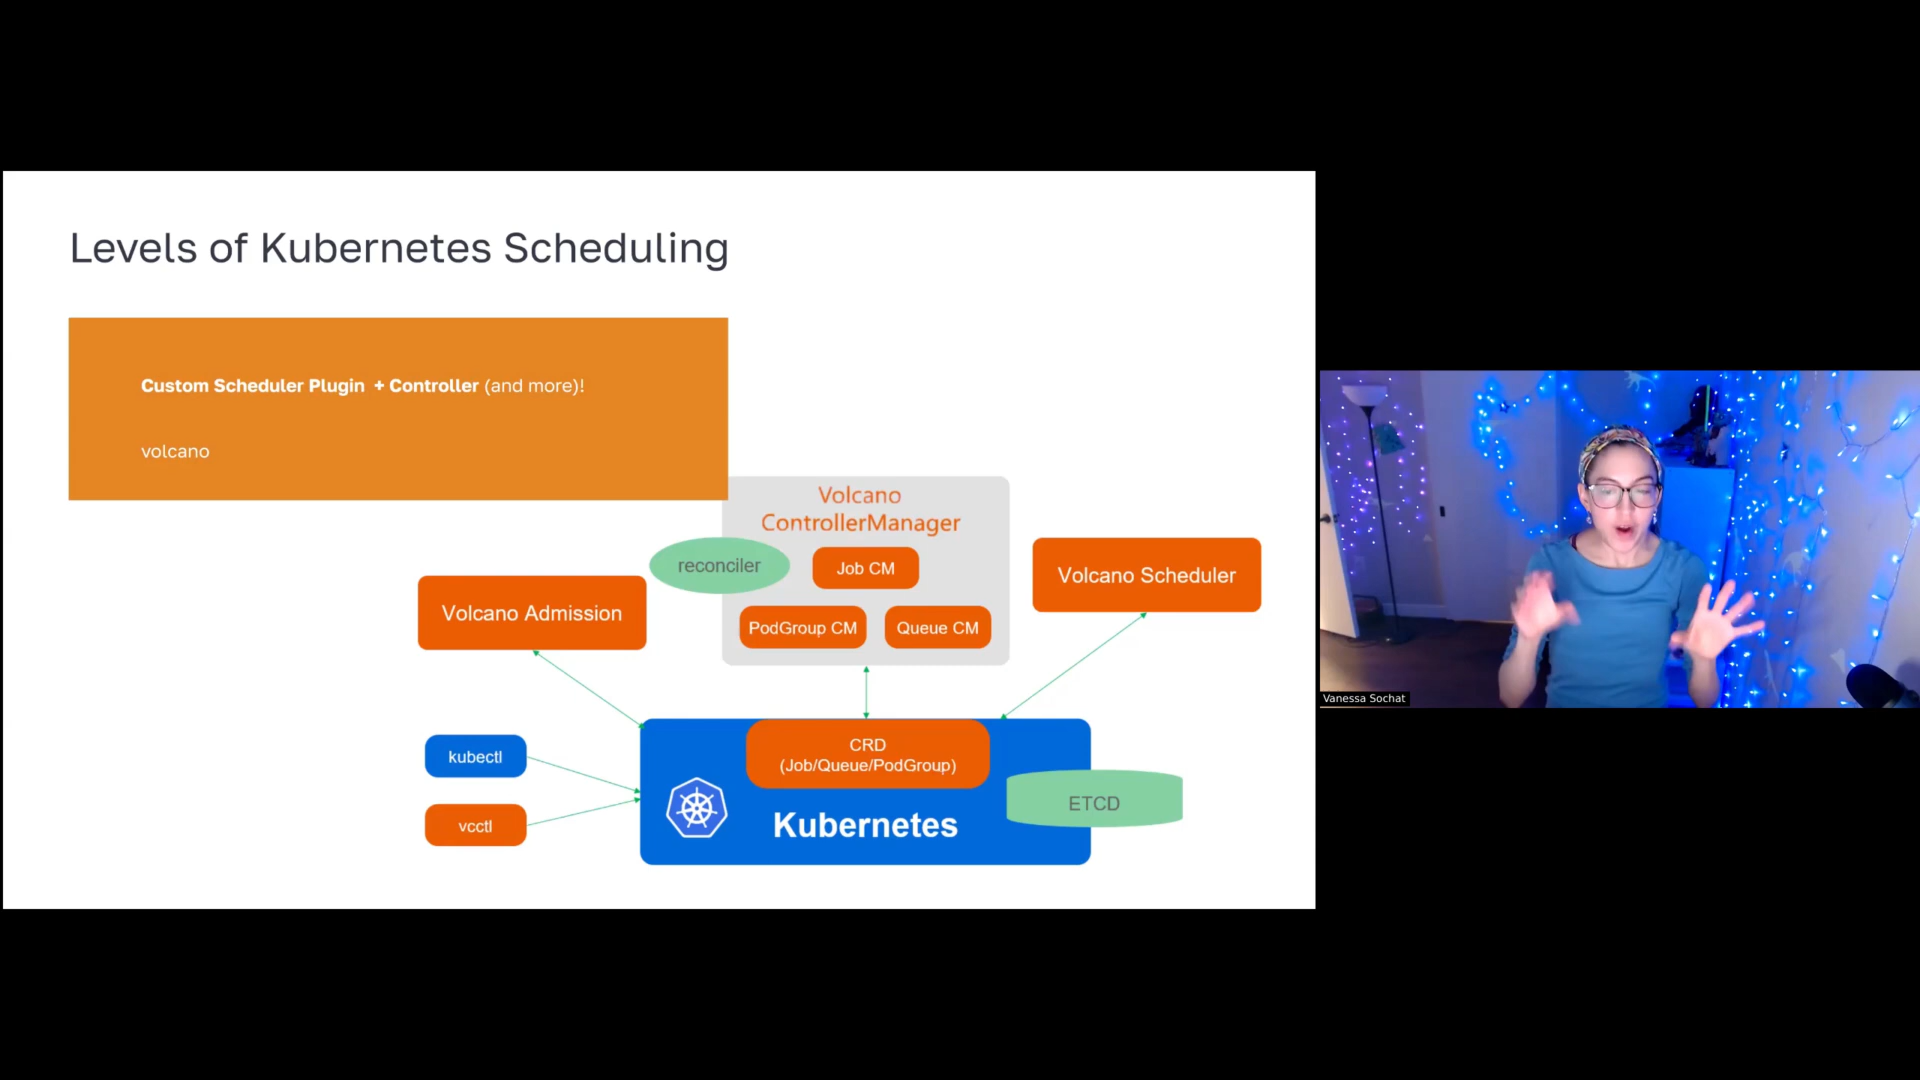 Levels of Kubernetes Scheduling
Custom Scheduler Plugin + Controller (and more)!
volcano
Volcano
ControllerManager
reconciler
Job CM
Volcano Scheduler
Volcano Admission
PodGroup CM
Queue CM
kubectl
CRD
(Job/Queue/PodGroup)
ETCD
vcctl
Kubernetes
Vanessa Sochat